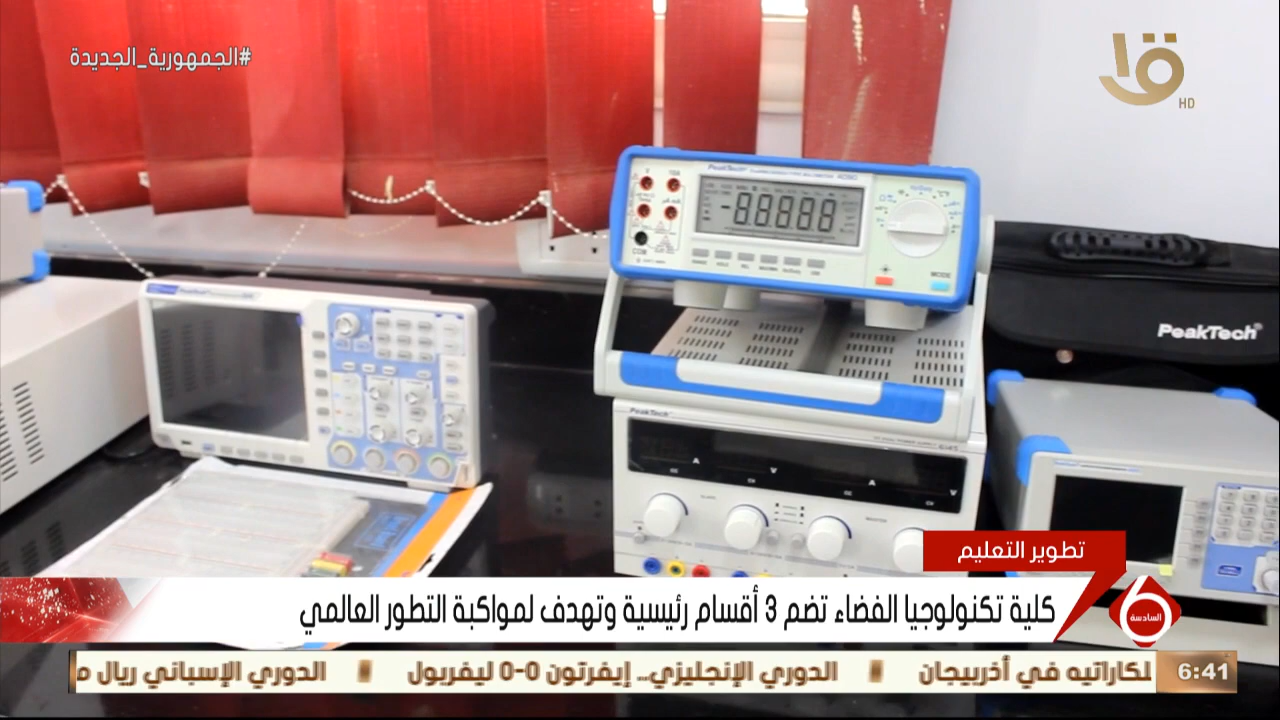 #الجمهورية_الجديدة
HD
PeakTech
V
10A
COM
-8.8.8.8.8
MODE
PeakTech
PeakTech
A
V
A
V
تطوير التعليم
كلية تكنولوجيا الفضاء تضم 3 أقسام رئيسية وتهدف لمواكبة التطور العالمي
السادسة
6:41 لكاراتيه في أذربيجان الدوري الإنجليزي.. إيفرتون 0-0 ليفربول الدوري الإسباني ريال